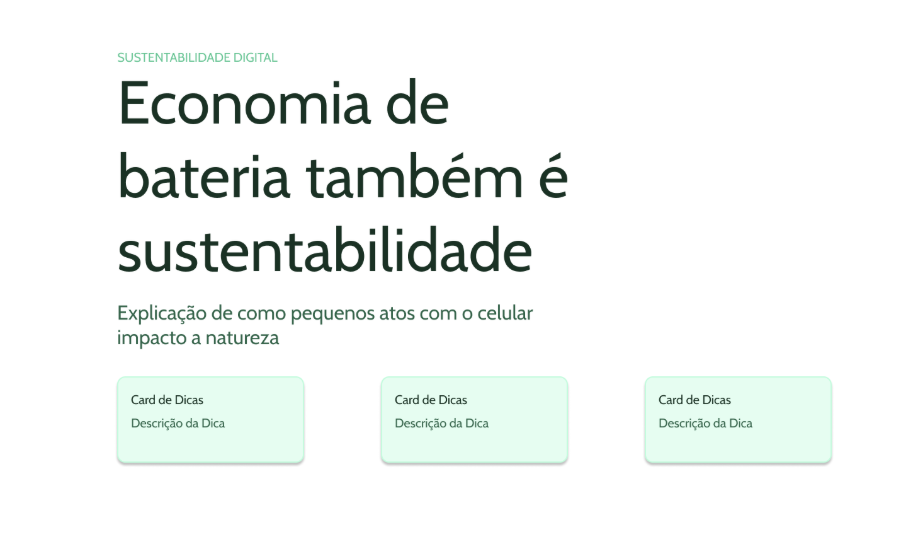 SUSTENTABILIDADE DIGITAL
Economia de
bateria também é
sustentabilidade
Explicação de como pequenos atos com o celular
impacto a natureza
Card de Dicas
Descrição da Dica
Card de Dicas
Descrição da Dica
Card de Dicas
Descrição da Dica